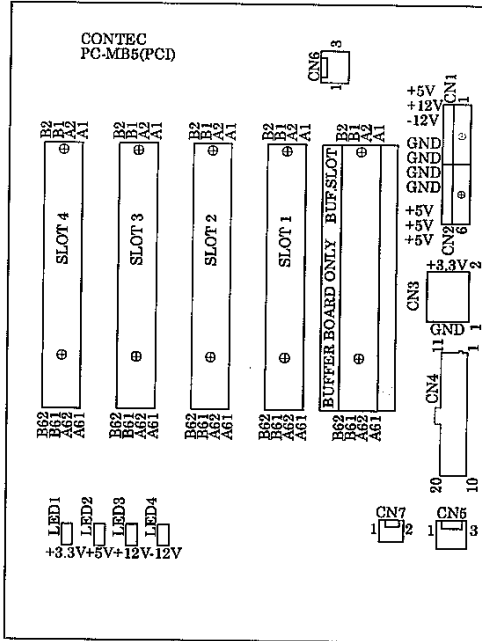 CONTEC
PC-MB5(PCI)
CN6
3
1
+5V
+12V
-12V
GND
GND
GND
GND
+5V
+5V
+5V
CN1
1
CN2
6
B2
B1
A2
A1
B2
B1
A2
A1
B2
B1
A2
A1
B2
B1
A2
A1
B2
B1
A2
A1
SLOT 4
SLOT 3
SLOT 2
SLOT 1
BUFFER BOARD ONLY BUF.SLOT
B62
B61
A62
A61
B62
B61
A62
A61
B62
B61
A62
A61
B62
B61
A62
A61
B62
B61
A62
A61
CN3
+3.3V
2
GND
1
11
1
CN4
20
10
LED1
LED2
LED3
LED4
+3.3V+5V+12V-12V
CN7
1
2
CN5
1
3